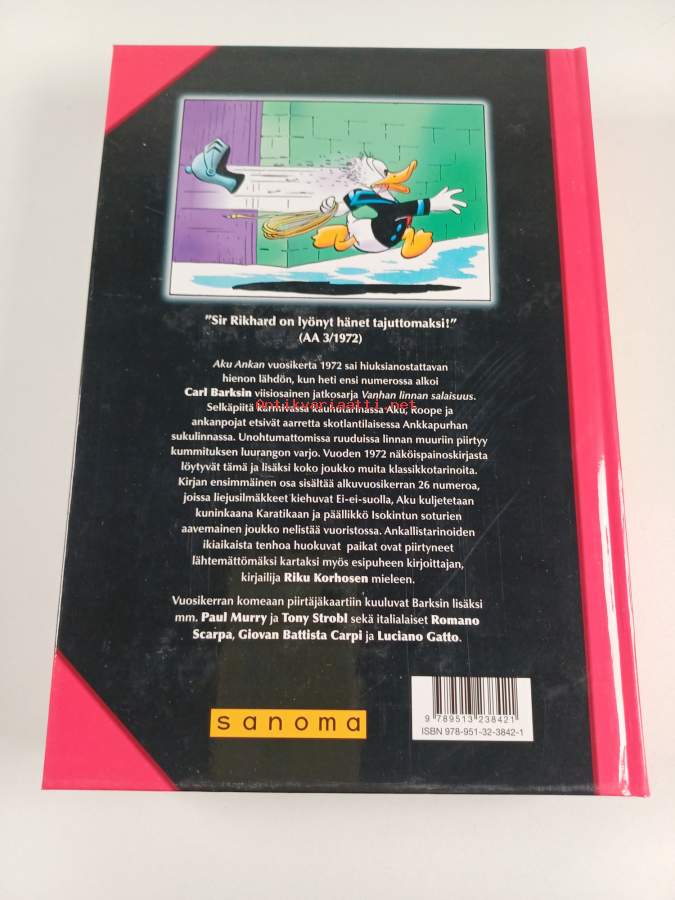 "Sir Rikhard on lyönyt hänet tajuttomaksi!"
(AA 3/1972)
Aku Ankan vuosikerta 1972 sai hiuksianostattavan
hienon lähdön, kun heti ensi numerossa alkoi
Carl Barksin viisiosainen jatkosarja Vanhan linnan salaisuus.
Antikvariaatti.net
Selkäpiitä karmivassa kauhutarinassa Aku, Roope ja
ankanpojat etsivät aarretta skotlantilaisessa Ankkapurhan
sukulinnassa. Unohtumattomissa ruuduissa linnan muuriin piirtyy
kummituksen luurangon varjo. Vuoden 1972 näköispainoskirjasta
löytyvät tämä ja lisäksi koko joukko muita klassikkotarinoita.
Kirjan ensimmäinen osa sisältää alkuvuosikerran 26 numeroa,
joissa liejusilmäkkeet kiehuvat Ei-ei-suolla, Aku kuljetetaan
kuninkaana Karatikaan ja päällikkö Isokintun soturien
aavemainen joukko nelistää vuoristossa. Ankallistarinoiden
ikiaikaista tenhoa huokuvat paikat ovat piirtyneet
lähtemättömäksi kartaksi myös esipuheen kirjoittajan,
kirjailija Riku Korhosen mieleen.
Vuosikerran komeaan piirtäjäkaartiin kuuluvat Barksin lisäksi
mm. Paul Murry ja Tony Strobl sekä italialaiset Romano
Scarpa, Giovan Battista Carpi ja Luciano Gatto.
sanoma
9 789513 238421
ISBN 978-951-32-3842-1